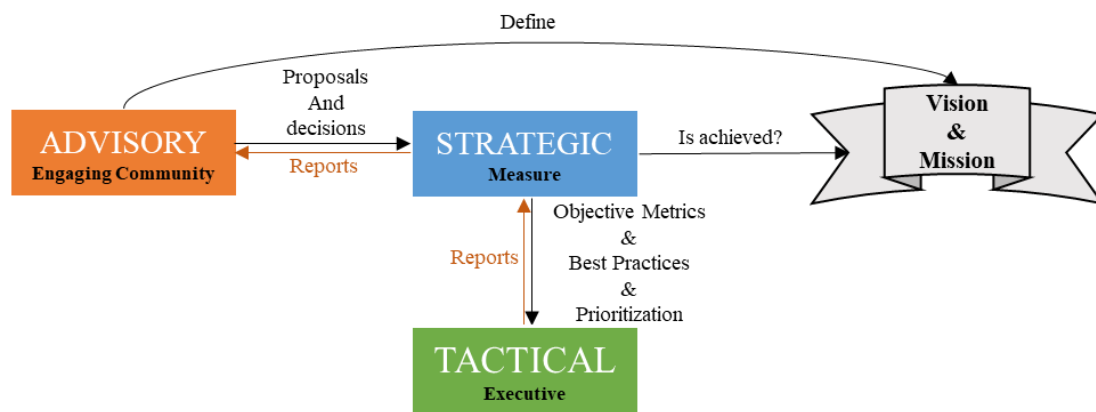 Define
Proposals
And
decisions
ADVISORY
Engaging Community
Reports
STRATEGIC
Measure
Is achieved?
Vision
&
Mission
Reports
Objective Metrics
&
Best Practices
&
Prioritization
TACTICAL
Executive